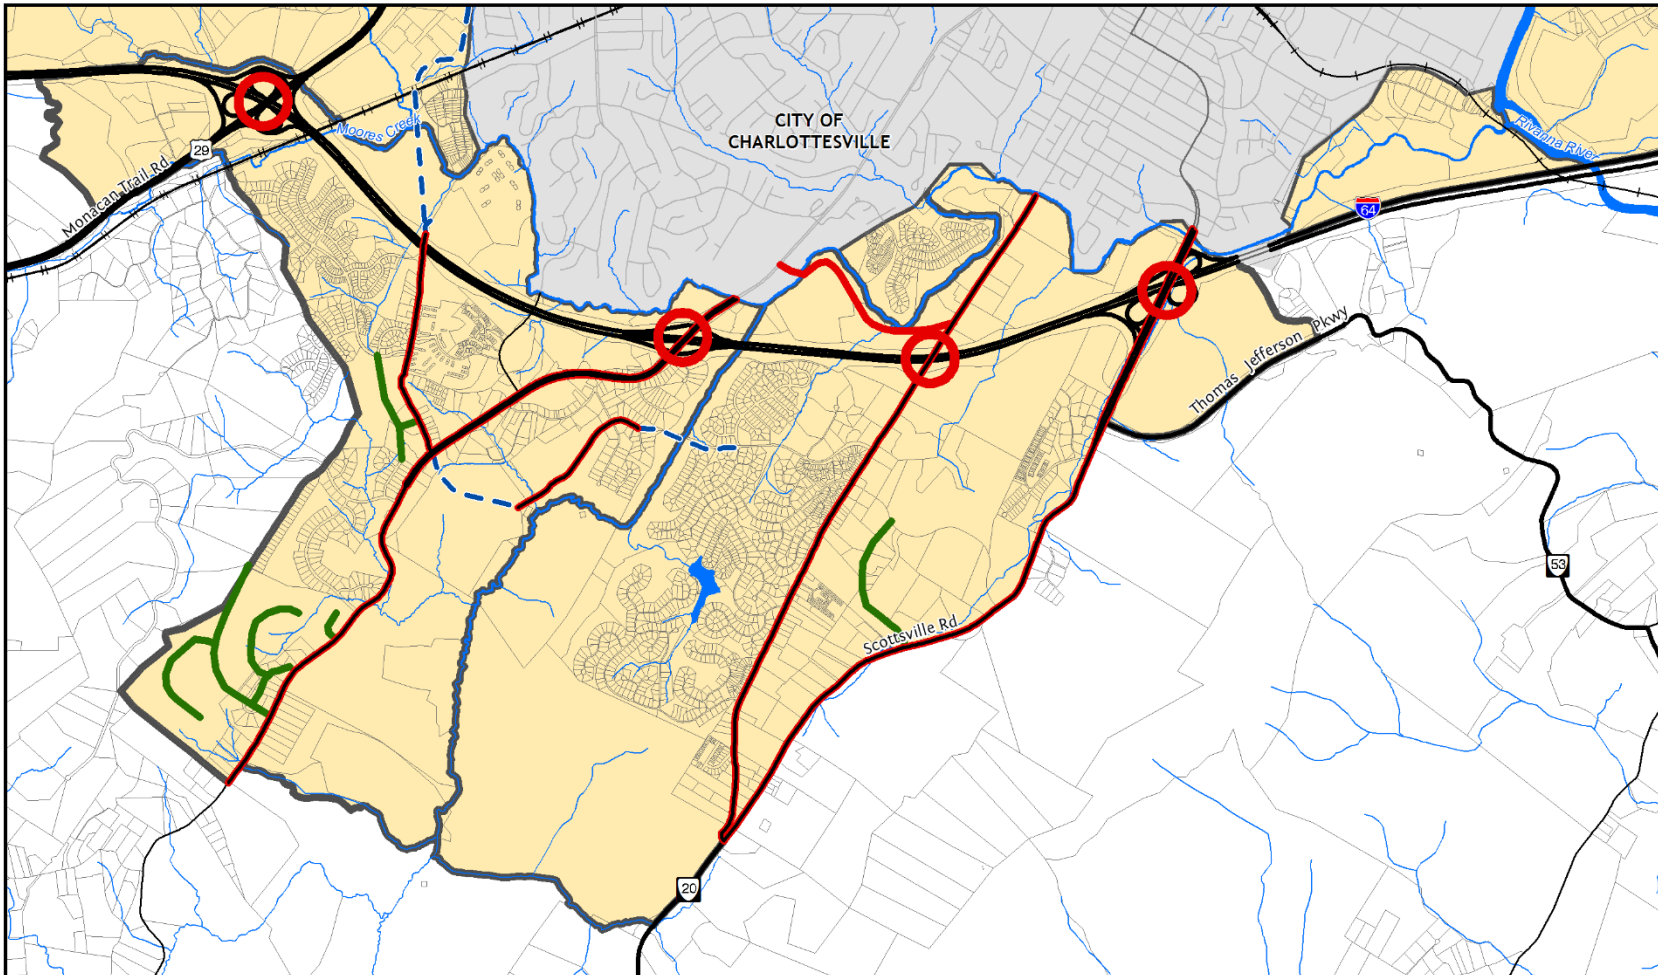 CITY OF
CHARLOTTESVILLE
Moores Creek
Rivanna River
29
Monacan Trail Rd
64
Thomas Jefferson Pkwy
53
Scottsville Rd
20